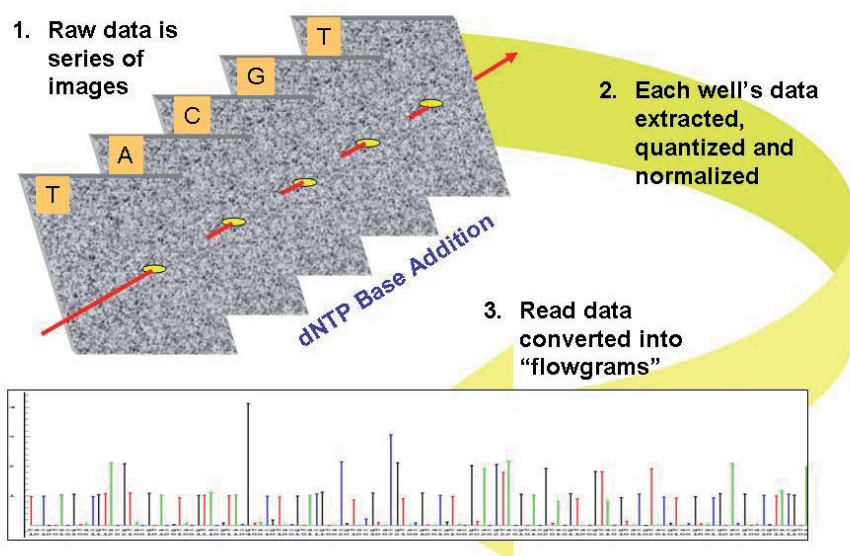 1. Raw data is
series of
images
T
G
C
A
T
dNTP Base Addition
2. Each well's data
extracted,
quantized and
normalized
3. Read data
converted into
“flowgrams”